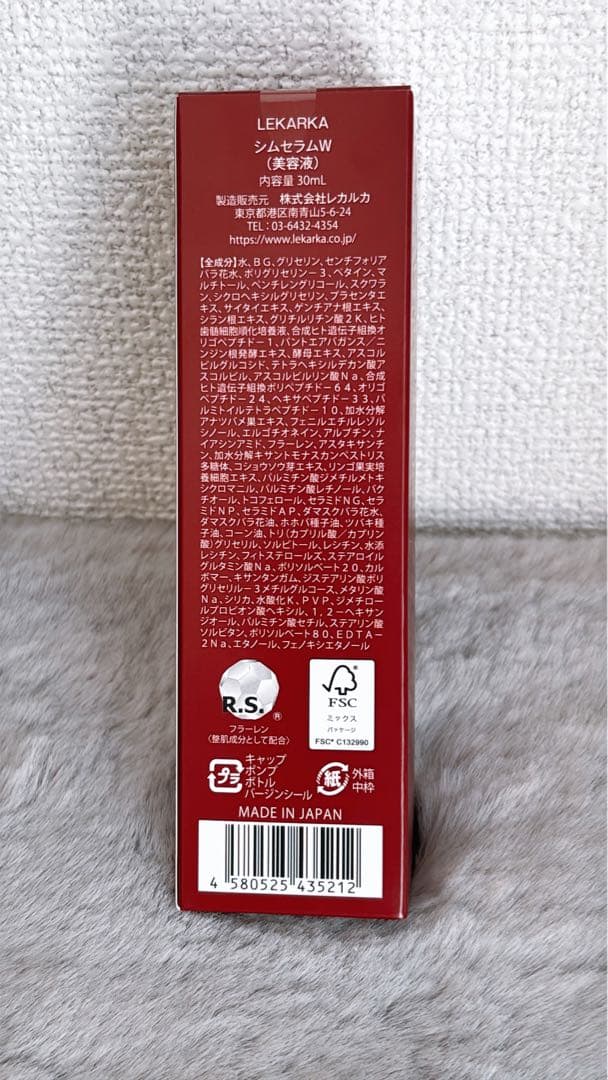 LEKARKA
シムセラムW
（美容液）
内容量 30mL
製造販売元　株式会社レカルカ
東京都港区南青山5-6-24
TEL：03-6432-4354
https://www.lekarka.co.jp/
【全成分】水、BG、グリセリン、センチフォリア
バラ花水、ポリグリセリン－3、ベタイン、マ
ルチトール、ペンチレングリコール、スクワラ
ン、シクロヘキシルグリセリン、プラセンタエ
キス、サイタイエキス、ゲンチアナ根エキス、
シラン根エキス、グリチルリチン酸2K、ヒト
歯髄細胞順化培養液、合成ヒト遺伝子組換オ
リゴペプチド－1、パントエアバガンス／ニ
ンジン根発酵エキス、酵母エキス、アスコル
ビルグルコシド、テトラヘキシルデカン酸ア
スコルビル、アスコルビルリン酸Na、合成
ヒト遺伝子組換ポリペプチド－64、オリゴ
ペプチド－24、ヘキサペプチド－33、パ
ルミトイルテトラペプチド－10、加水分解
アナツバメ巣エキス、フェニルエチルレゾル
シノール、エルゴチオネイン、アルブチン、ナ
イアシンアミド、フラーレン、アスタキサンチ
ン、加水分解キサントモナスカンペストリス
多糖体、コショウソウ芽エキス、リンゴ果実培
養細胞エキス、パルミチン酸ジメチルメトキ
シクロマニル、パルミチン酸レチノール、バク
チオール、トコフェロール、セラミドNG、セラ
ミドNP、セラミドAP、ダマスクバラ花水、
ダマスクバラ花油、ホホバ種子油、ツバキ種
子油、コーン油、トリ（カプリル酸／カプリン
酸）グリセリル、ソルビトール、レシチン、水添
レシチン、フィトステロールズ、ステアロイル
グルタミン酸Na、ポリソルベート20、カル
ボマー、キサンタンガム、ジステアリン酸ポリ
グリセリル－3メチルグルコース、メタリン酸
Na、シリカ、水酸化K、PVP、ジメチロー
ルプロピオン酸ヘキシル、1，2－ヘキサン
ジオール、パルミチン酸セチル、ステアリン酸
ソルビタン、ポリソルベート80、EDTA－
2Na、エタノール、フェノキシエタノール
R.S.®
フラーレン
〈整肌成分として配合〉
FSC
ミックス
パッケージ
FSC® C132990
プラ
キャップ
ポンプ
ボトル
バージンシール
紙
外箱
中枠
MADE IN JAPAN
4 580525 435212